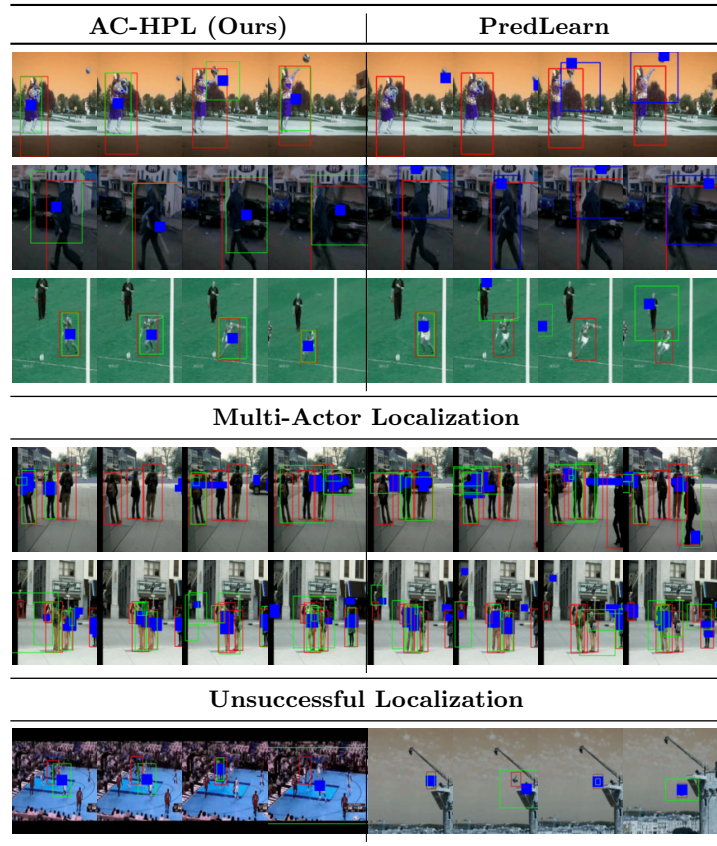 AC-HPL (Ours) PredLearn
Multi-Actor Localization
Unsuccessful Localization